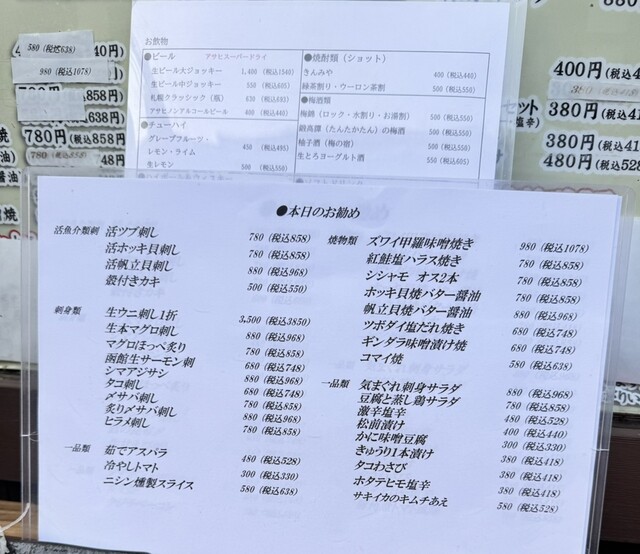 お飲物
●ビール アサヒスーパードライ
生ビール大ジョッキー 1,400 (税込1540)
生ビール中ジョッキー 550 (税込605)
札幌クラッシック (瓶) 630 (税込693)
アサヒノンアルコールビール 400 (税込440)
●チューハイ
グレープフルーツ・
レモン・ライム 450 (税込495)
生レモン 500 (税込550)
●焼酎類 (ショット)
きんみや 400 (税込440)
緑茶割り・ウーロン茶割
●梅酒類
梅錦 (ロック・水割り・お湯割) 500 (税込550)
鍛高譚 (たんたかたん) の梅酒 500 (税込550)
柚子酒 (梅の宿) 500 (税込550)
生とろヨーグルト酒 550 (税込605)
580 (税込638)
980 (税込1078)
780円 (税込858円
400円 (税込44
380円 (税込41
380円 (税込41
480円 (税込52
●本日のお勧め
活魚介類刺 活ツブ刺し 780 (税込858)
活ホッキ貝刺し 780 (税込858)
活帆立貝刺し 880 (税込968)
殻付きカキ 500 (税込550)
刺身類 生ウニ刺し1折 3,500 (税込3850)
生本マグロ刺し 880 (税込968)
マグロほっぺ炙り 780 (税込858)
函館生サーモン刺 680 (税込748)
シマアジサシ 880 (税込968)
タコ刺し 680 (税込748)
〆サバ刺し 780 (税込858)
炙り〆サバ刺し 880 (税込968)
ヒラメ刺し 780 (税込858)
一品類 茹でアスパラ 480 (税込528)
冷やしトマト 300 (税込330)
ニシン燻製スライス 580 (税込638)
焼物類 ズワイ甲羅味噌焼き 980 (税込1078)
紅鮭塩ハラス焼き 780 (税込858)
シシャモ オス2本 780 (税込858)
ホッキ貝焼バター醤油 780 (税込858)
帆立貝焼バター醤油 880 (税込968)
ツボダイ塩だれ焼き 680 (税込748)
ギンダラ味噌漬け焼 680 (税込748)
コマイ焼 580 (税込638)
一品類 気まぐれ刺身サラダ 880 (税込968)
豆腐と蒸し鶏サラダ 780 (税込858)
激辛塩辛 480 (税込528)
松前漬け 400 (税込440)
かに味噌豆腐 300 (税込330)
きゅうり1本漬け 380 (税込418)
タコわさび 380 (税込418)
ホタテヒモ塩辛 380 (税込418)
サキイカのキムチあえ 580 (税込528)